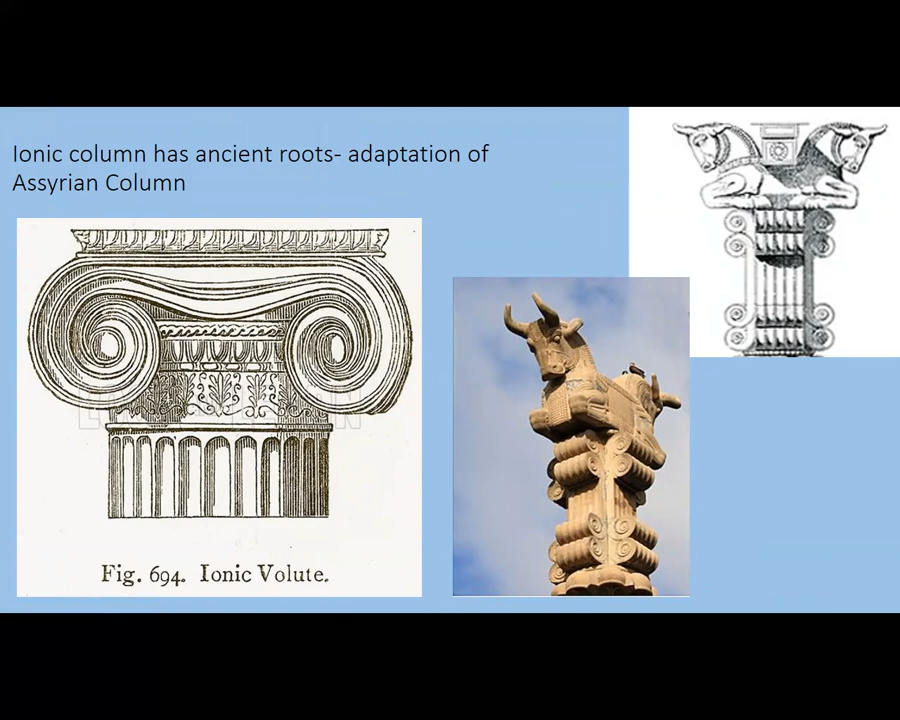 Ionic column has ancient roots- adaptation of
Assyrian Column
Fig. 694. Ionic Volute.